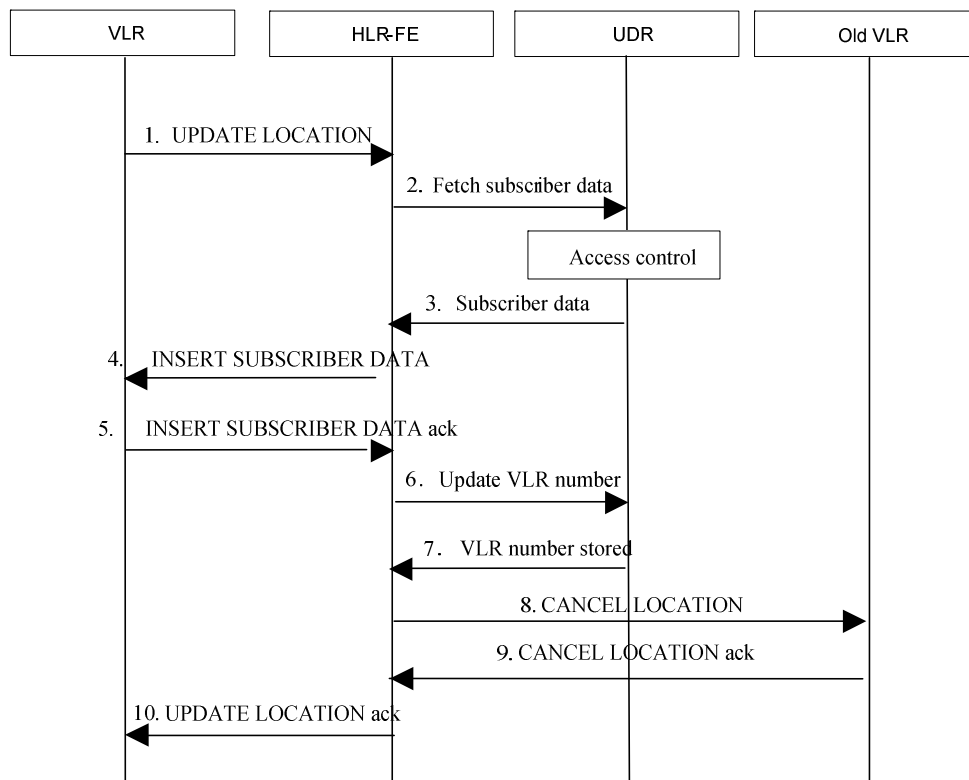 VLR
HLR-FE
UDR
Old VLR
1. UPDATE LOCATION
2. Fetch subscriber data
Access control
3. Subscriber data
4. INSERT SUBSCRIBER DATA
5. INSERT SUBSCRIBER DATA ack
6. Update VLR number
7. VLR number stored
8. CANCEL LOCATION
9. CANCEL LOCATION ack
10. UPDATE LOCATION ack